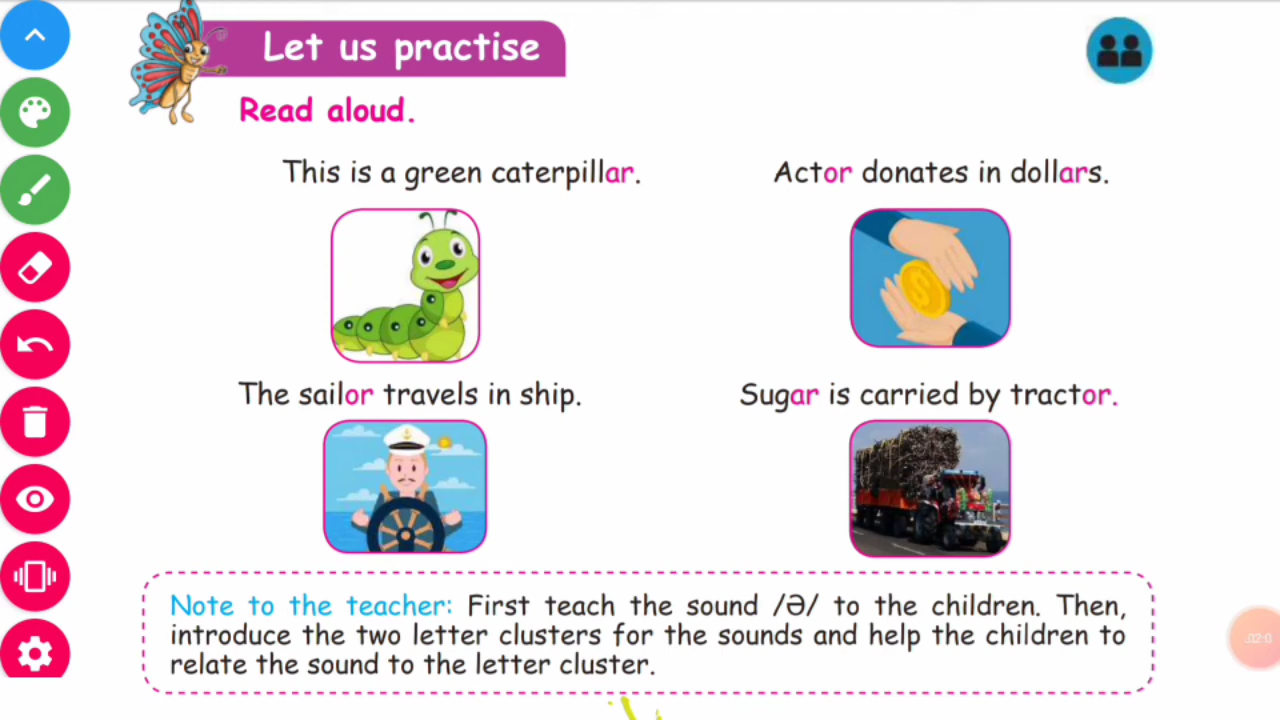 Let us practise
Read aloud.
This is a green caterpillar.
Actor donates in dollars.
The sailor travels in ship.
Sugar is carried by tractor.
Note to the teacher: First teach the sound /Ə/ to the children. Then,
introduce the two letter clusters for the sounds and help the children to
relate the sound to the letter cluster.